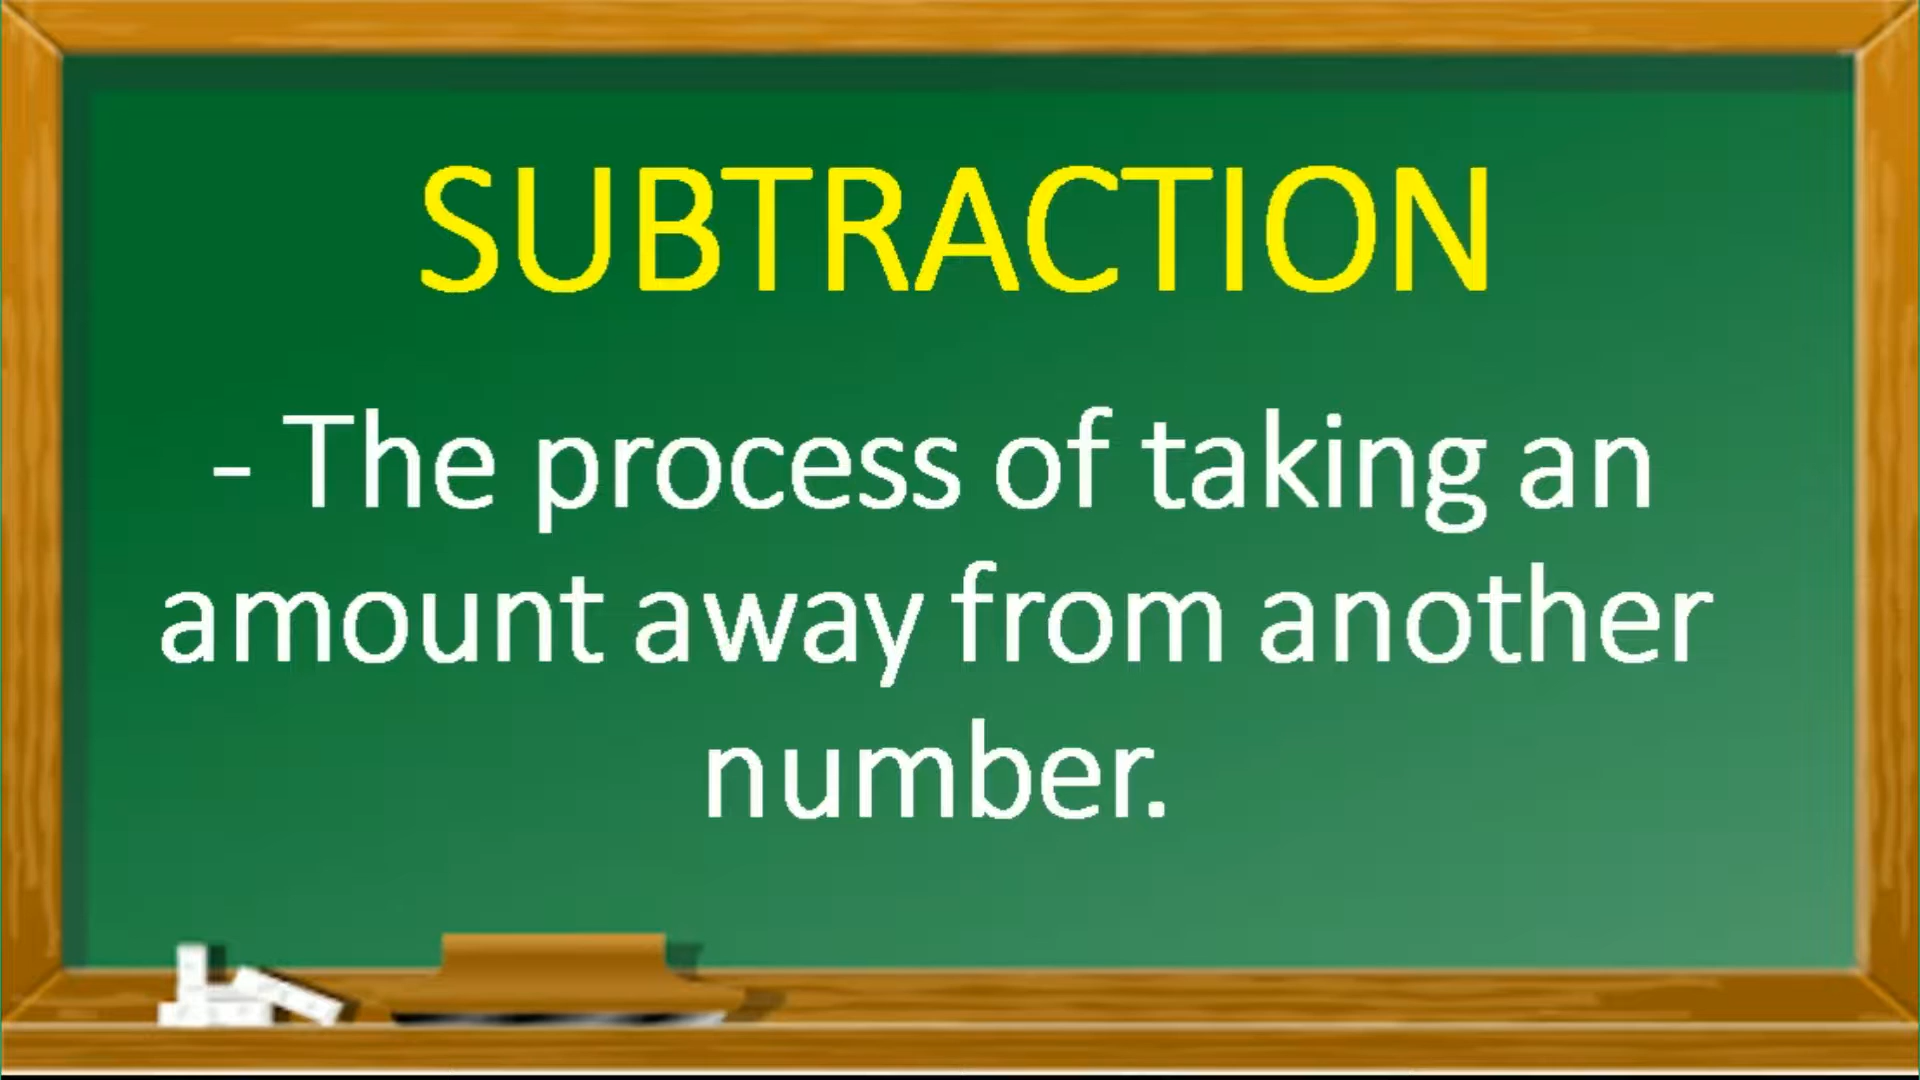 SUBTRACTION
- The process of taking an
amount away from another
number.